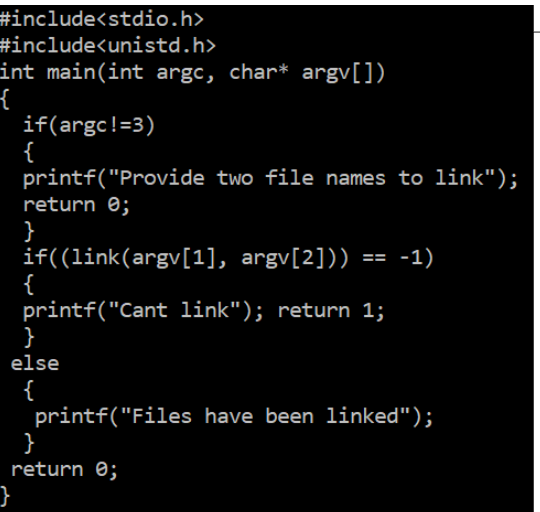 #include<stdio.h>
#include<unistd.h>
int main(int argc, char* argv[])
{
  if(argc!=3)
  {
  printf("Provide two file names to link");
  return 0;
  }
  if((link(argv[1], argv[2])) == -1)
  {
  printf("Cant link"); return 1;
  }
 else
  {
   printf("Files have been linked");
  }
 return 0;
}